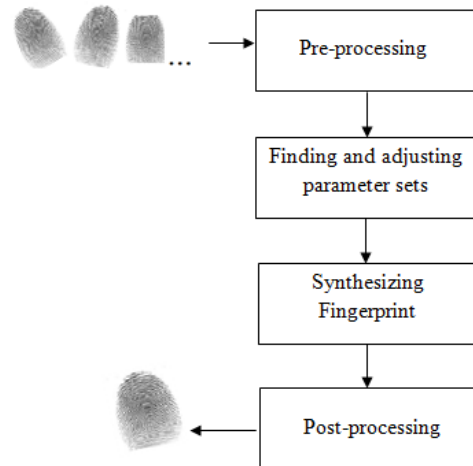 ...
Pre-processing
Finding and adjusting
parameter sets
Synthesizing
Fingerprint
Post-processing